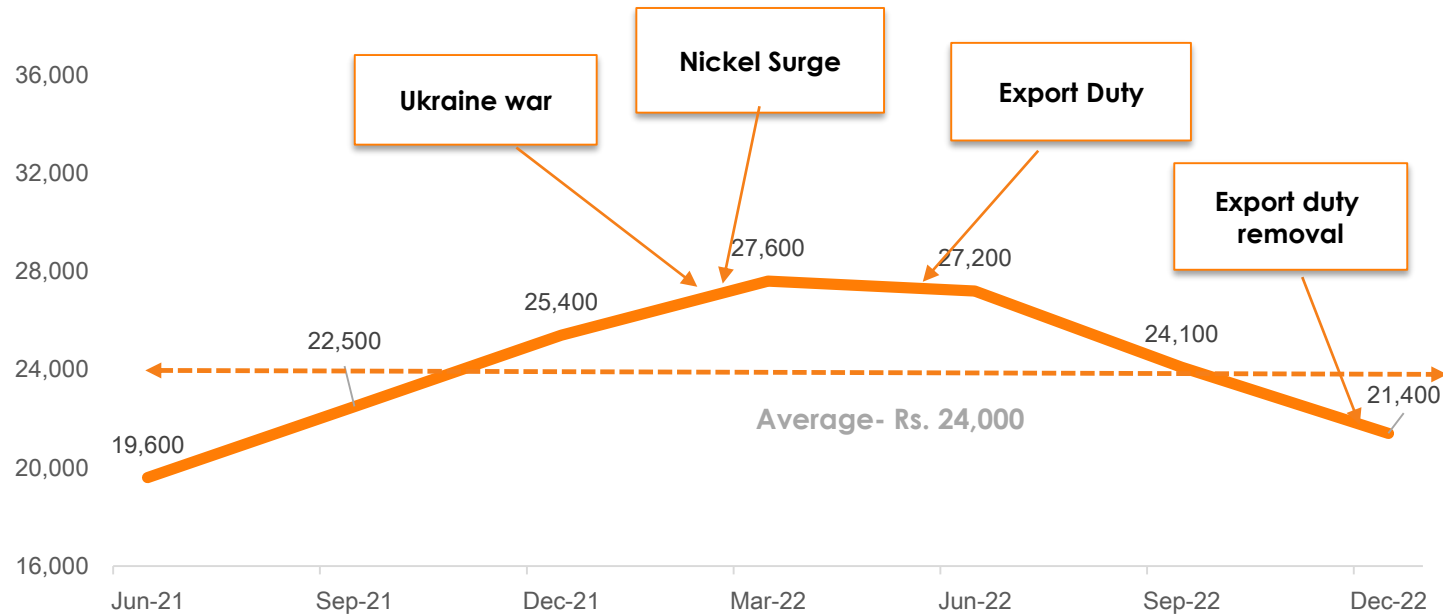 36,000
32,000
28,000
24,000
20,000
16,000
Ukraine war
Nickel Surge
Export Duty
Export duty
removal
19,600
22,500
25,400
27,600
27,200
24,100
21,400
Average- Rs. 24,000
Jun-21
Sep-21
Dec-21
Mar-22
Jun-22
Sep-22
Dec-22